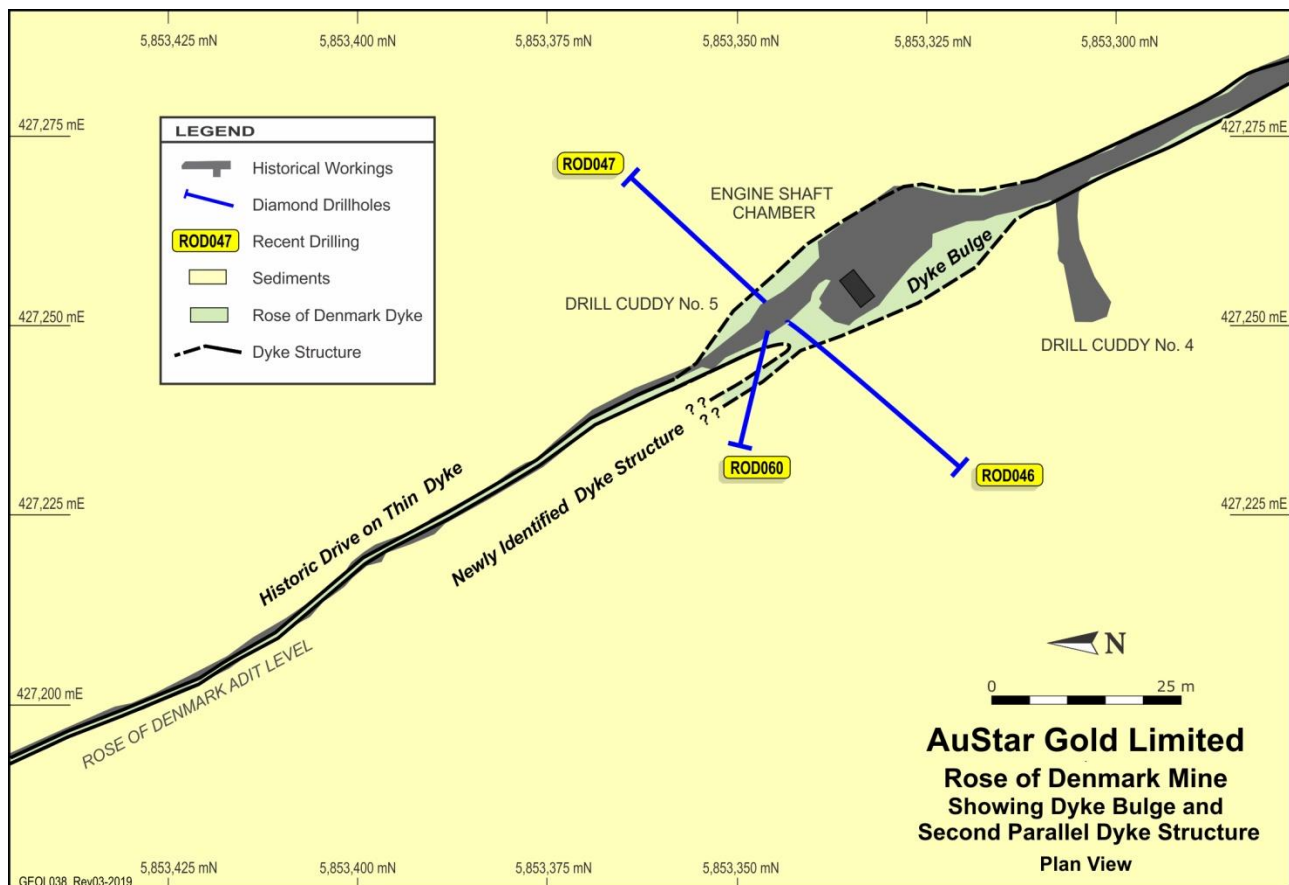 5,853,425 mN
5,853,400 mN
5,853,375 mN
5,853,350 mN
5,853,325 mN
5,853,300 mN
427,275 mE
427,275 mE
LEGEND
Historical Workings
Diamond Drillholes
ROD047
Recent Drilling
Sediments
Rose of Denmark Dyke
Dyke Structure
ROD047
ENGINE SHAFT
CHAMBER
Dyke Bulge
DRILL CUDDY No. 5
427,250 mE
427,250 mE
DRILL CUDDY No. 4
? ?
? ?
ROD060
ROD046
Historic Drive on Thin Dyke
Newly Identified Dyke Structure
427,225 mE
427,225 mE
ROSE OF DENMARK ADIT LEVEL
427,200 mE
N
0
25 m
AuStar Gold Limited
Rose of Denmark Mine
Showing Dyke Bulge and
Second Parallel Dyke Structure
Plan View
5,853,425 mN
5,853,400 mN
5,853,375 mN
5,853,350 mN
GEOL038_Rev03-2019